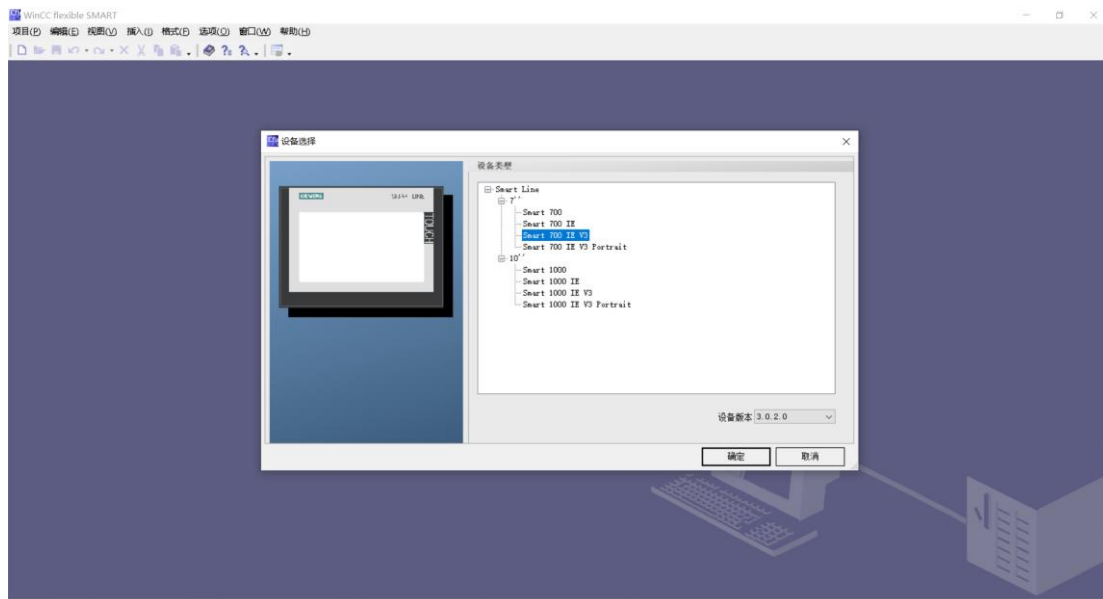 WinCC flexible SMART
项目(P) 编辑(E) 视图(V) 插入(I) 格式(F) 选项(O) 窗口(W) 帮助(H)
设备选择
设备类型
SIEMENS
SMART LINE
TOUCH
Smart Line
7''
Smart 700
Smart 700 IE
Smart 700 IE V3
Smart 700 IE V3 Portrait
10''
Smart 1000
Smart 1000 IE
Smart 1000 IE V3
Smart 1000 IE V3 Portrait
设备版本 3.0.2.0
确定 取消